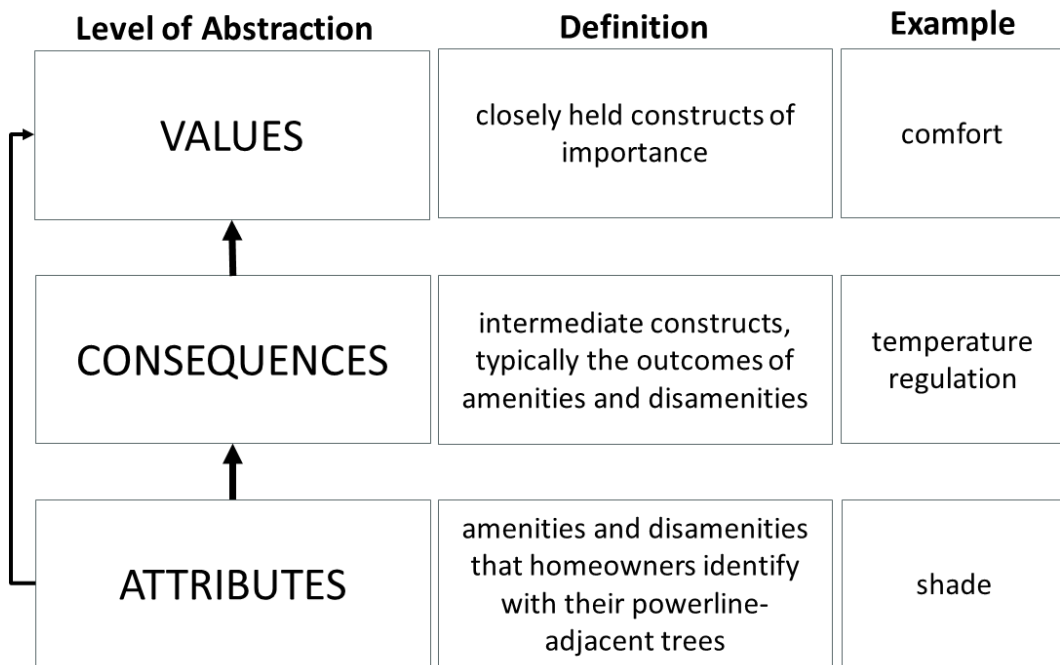 Level of Abstraction
Definition
Example
VALUES
closely held constructs of
importance
comfort
CONSEQUENCES
intermediate constructs,
typically the outcomes of
amenities and disamenities
temperature
regulation
ATTRIBUTES
amenities and disamenities
that homeowners identify
with their powerline-
adjacent trees
shade